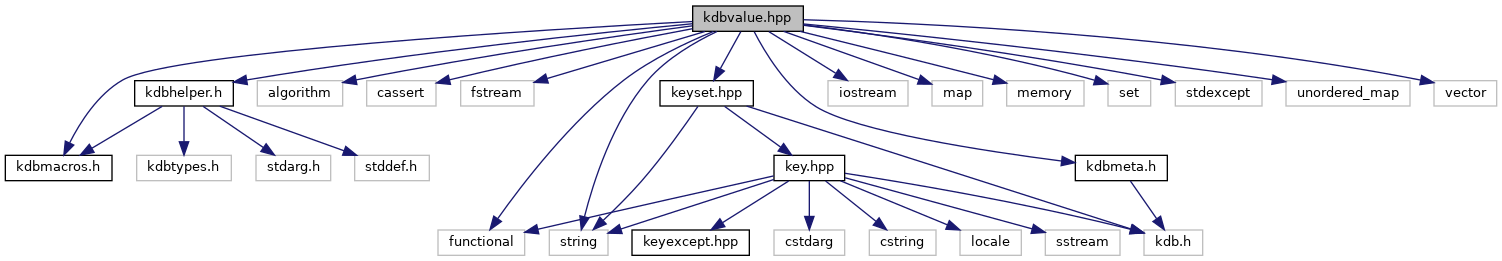 kdbvalue.hpp
kdbhelper.h
algorithm
cassert
fstream
keyset.hpp
iostream
map
memory
set
stdexcept
unordered_map
vector
kdbmacros.h
kdbtypes.h
stdarg.h
stddef.h
key.hpp
kdbmeta.h
functional
string
keyexcept.hpp
cstdarg
cstring
locale
sstream
kdb.h